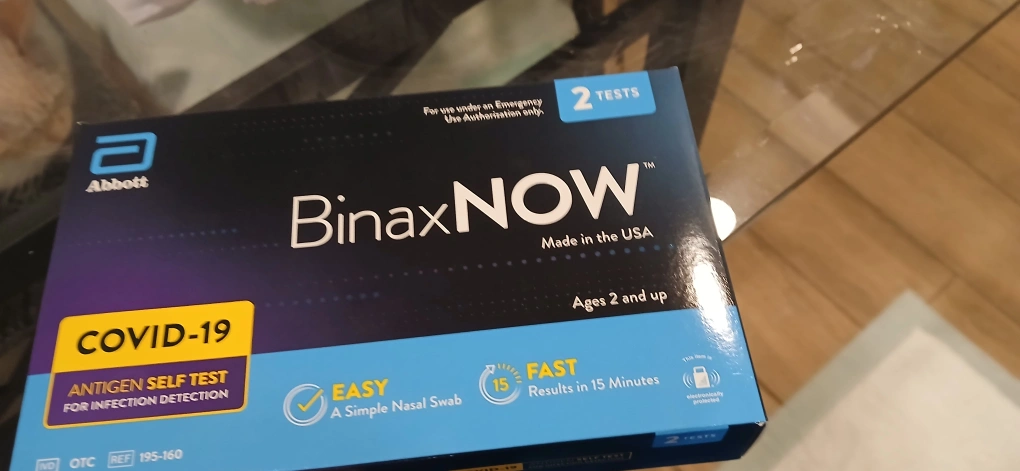 For use under an Emergency
Use Authorization only.
2 TESTS
Abbott
BinaxNOW™
Made in the USA
Ages 2 and up
COVID-19
ANTIGEN SELF TEST
FOR INFECTION DETECTION
EASY
A Simple Nasal Swab
15
FAST
Results in 15 Minutes
This item is
electronically
protected
IVD OTC REF 195-160
2 TESTS
COVID-19